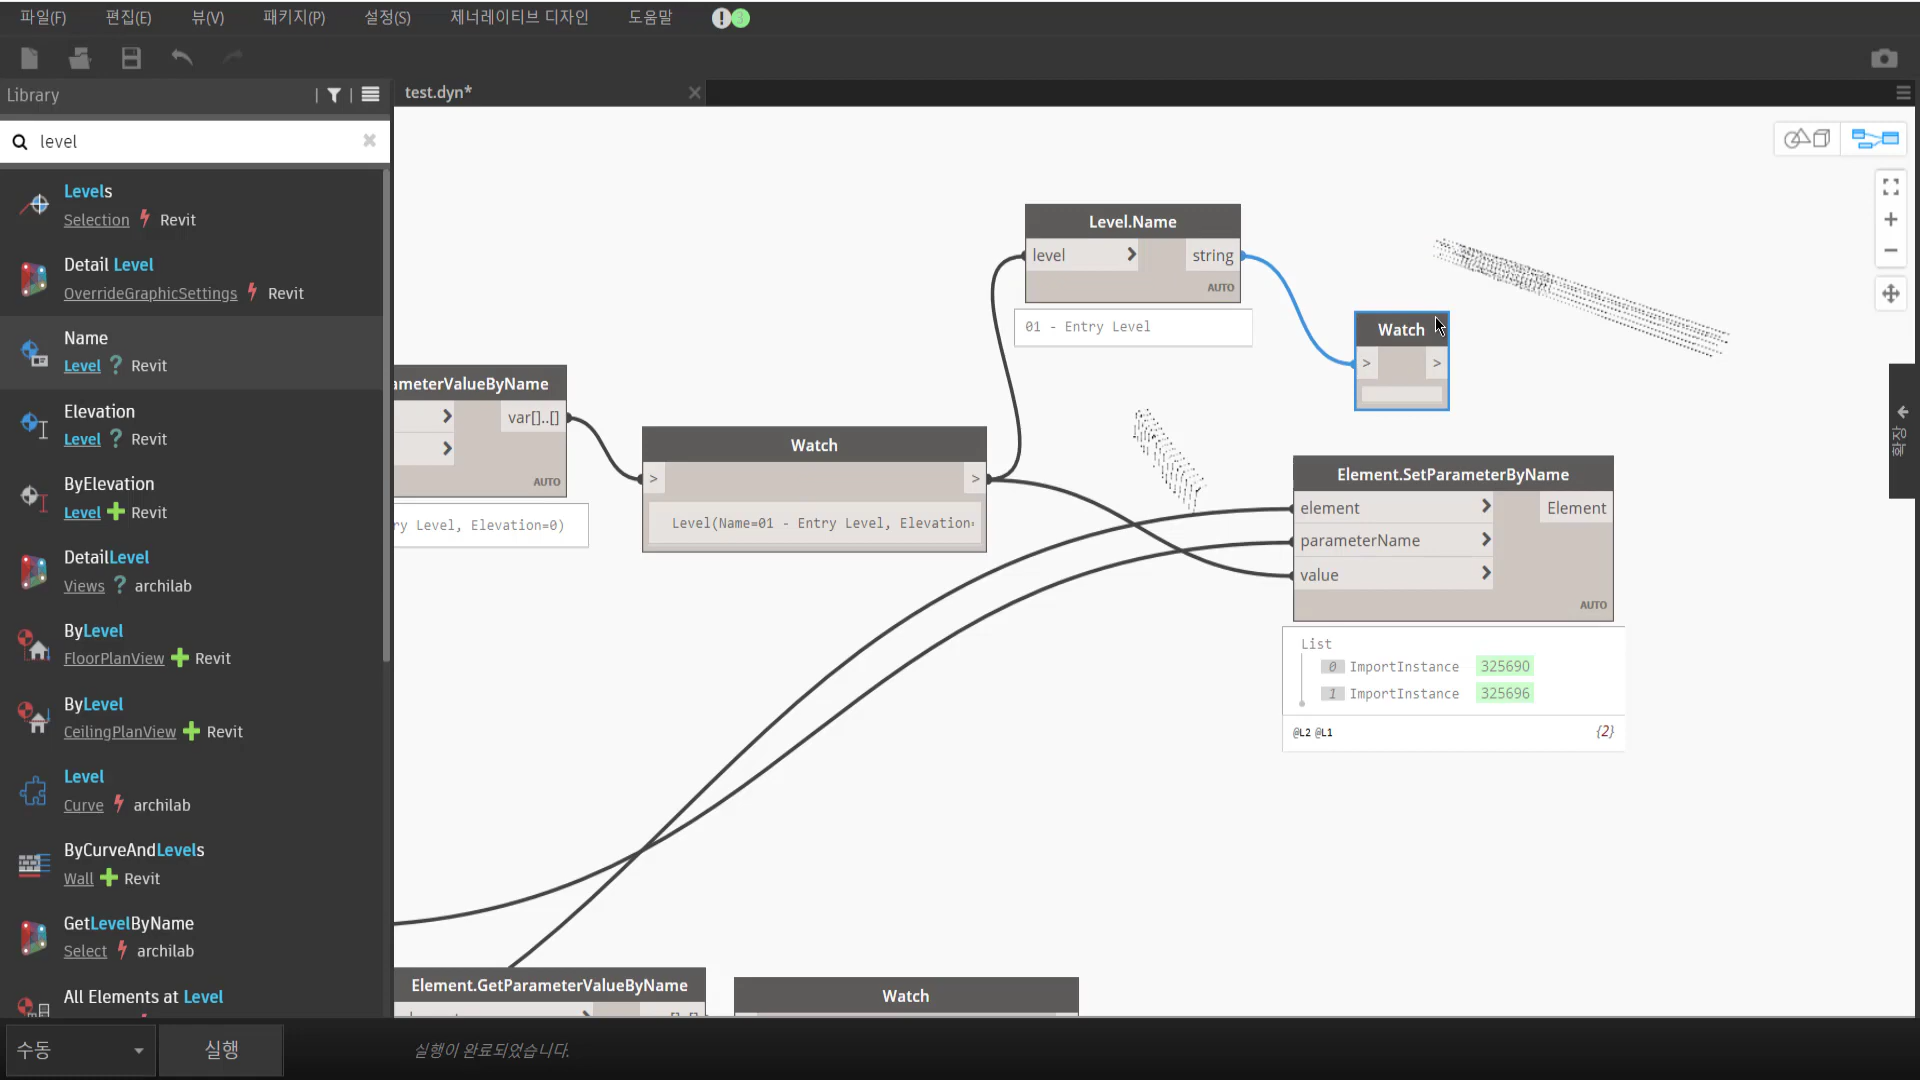 파일(F) 편집(E) 뷰(V) 패키지(P) 설정(S) 제너레이티브 디자인 도움말
Library
test.dyn*
level
Levels
Selection Revit
Detail Level
OverrideGraphicSettings Revit
Name
Level ? Revit
Elevation
Level ? Revit
ByElevation
Level Revit
DetailLevel
Views ? archilab
ByLevel
FloorPlanView Revit
ByLevel
CeilingPlanView Revit
Level
Curve archilab
ByCurveAndLevels
Wall Revit
GetLevelByName
Select archilab
All Elements at Level
Level.Name
level > string
AUTO
01 - Entry Level
Watch
> >
ameterValueByName
> var[]..[]
>
AUTO
ry Level, Elevation=0)
Watch
> >
Level(Name=01 - Entry Level, Elevation=
Element.SetParameterByName
element > Element
parameterName >
value >
AUTO
List
0 ImportInstance 325690
1 ImportInstance 325696
@L2 @L1 {2}
확장
Element.GetParameterValueByName
Watch
수동 실행 실행이 완료되었습니다.